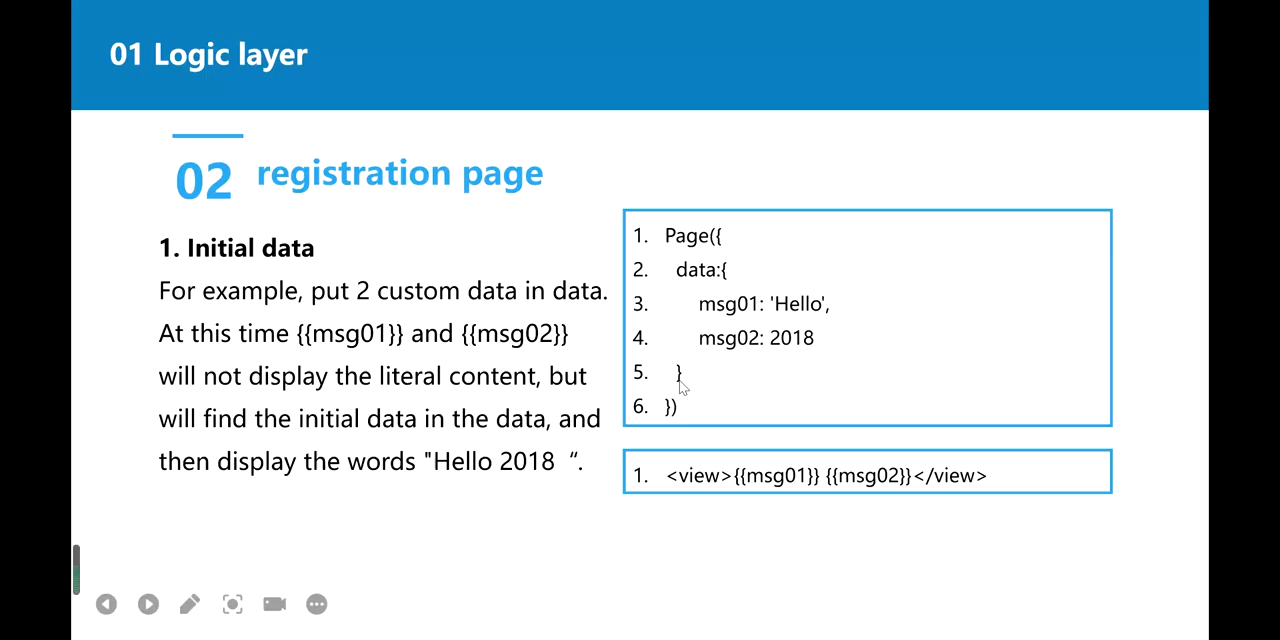 01 Logic layer
02 registration page
1. Initial data
For example, put 2 custom data in data.
At this time {{msg01}} and {{msg02}}
will not display the literal content, but
will find the initial data in the data, and
then display the words "Hello 2018 “.
1. Page({
2. data:{
3. msg01: 'Hello',
4. msg02: 2018
5. }
6. })
1. <view>{{msg01}} {{msg02}}</view>